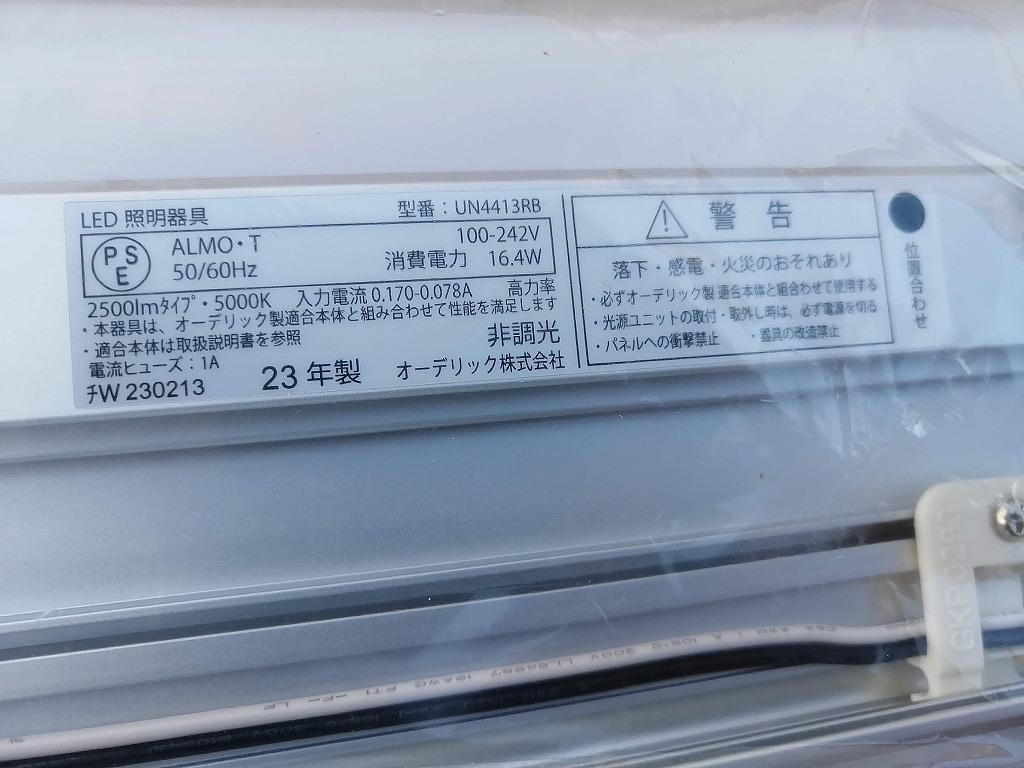 LED 照明器具 型番：UN4413RB
PSE ALMO・T 100-242V
50/60Hz 消費電力 16.4W
2500lmタイプ・5000K 入力電流 0.170-0.078A 高力率
・本器具は、オーデリック製適合本体と組み合わせて性能を満足します
・適合本体は取扱説明書を参照 非調光
電流ヒューズ：1A
チW 230213 23 年製 オーデリック株式会社
警 告
落下・感電・火災のおそれあり
・必ずオーデリック製適合本体と組合わせて使用する
・光源ユニットの取付・取外し時は、必ず電源を切る
・パネルへの衝撃禁止 ・器具の改造禁止
位置合わせ
GKF0293
18AWG FT1 -F- LF
105°C 300V LL84667